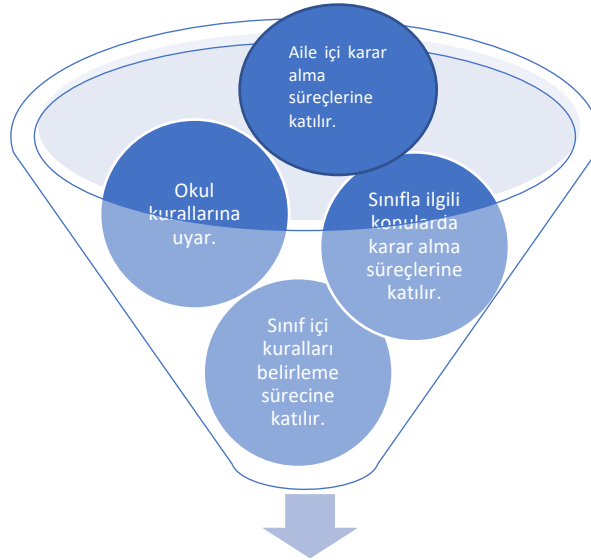 Aile içi karar
alma
süreçlerine
katılır.
Okul
kurallarına
uyar.
Sınıfla ilgili
konularda
karar alma
süreçlerine
katılır.
Sınıf içi
kuralları
belirleme
sürecine
katılır.